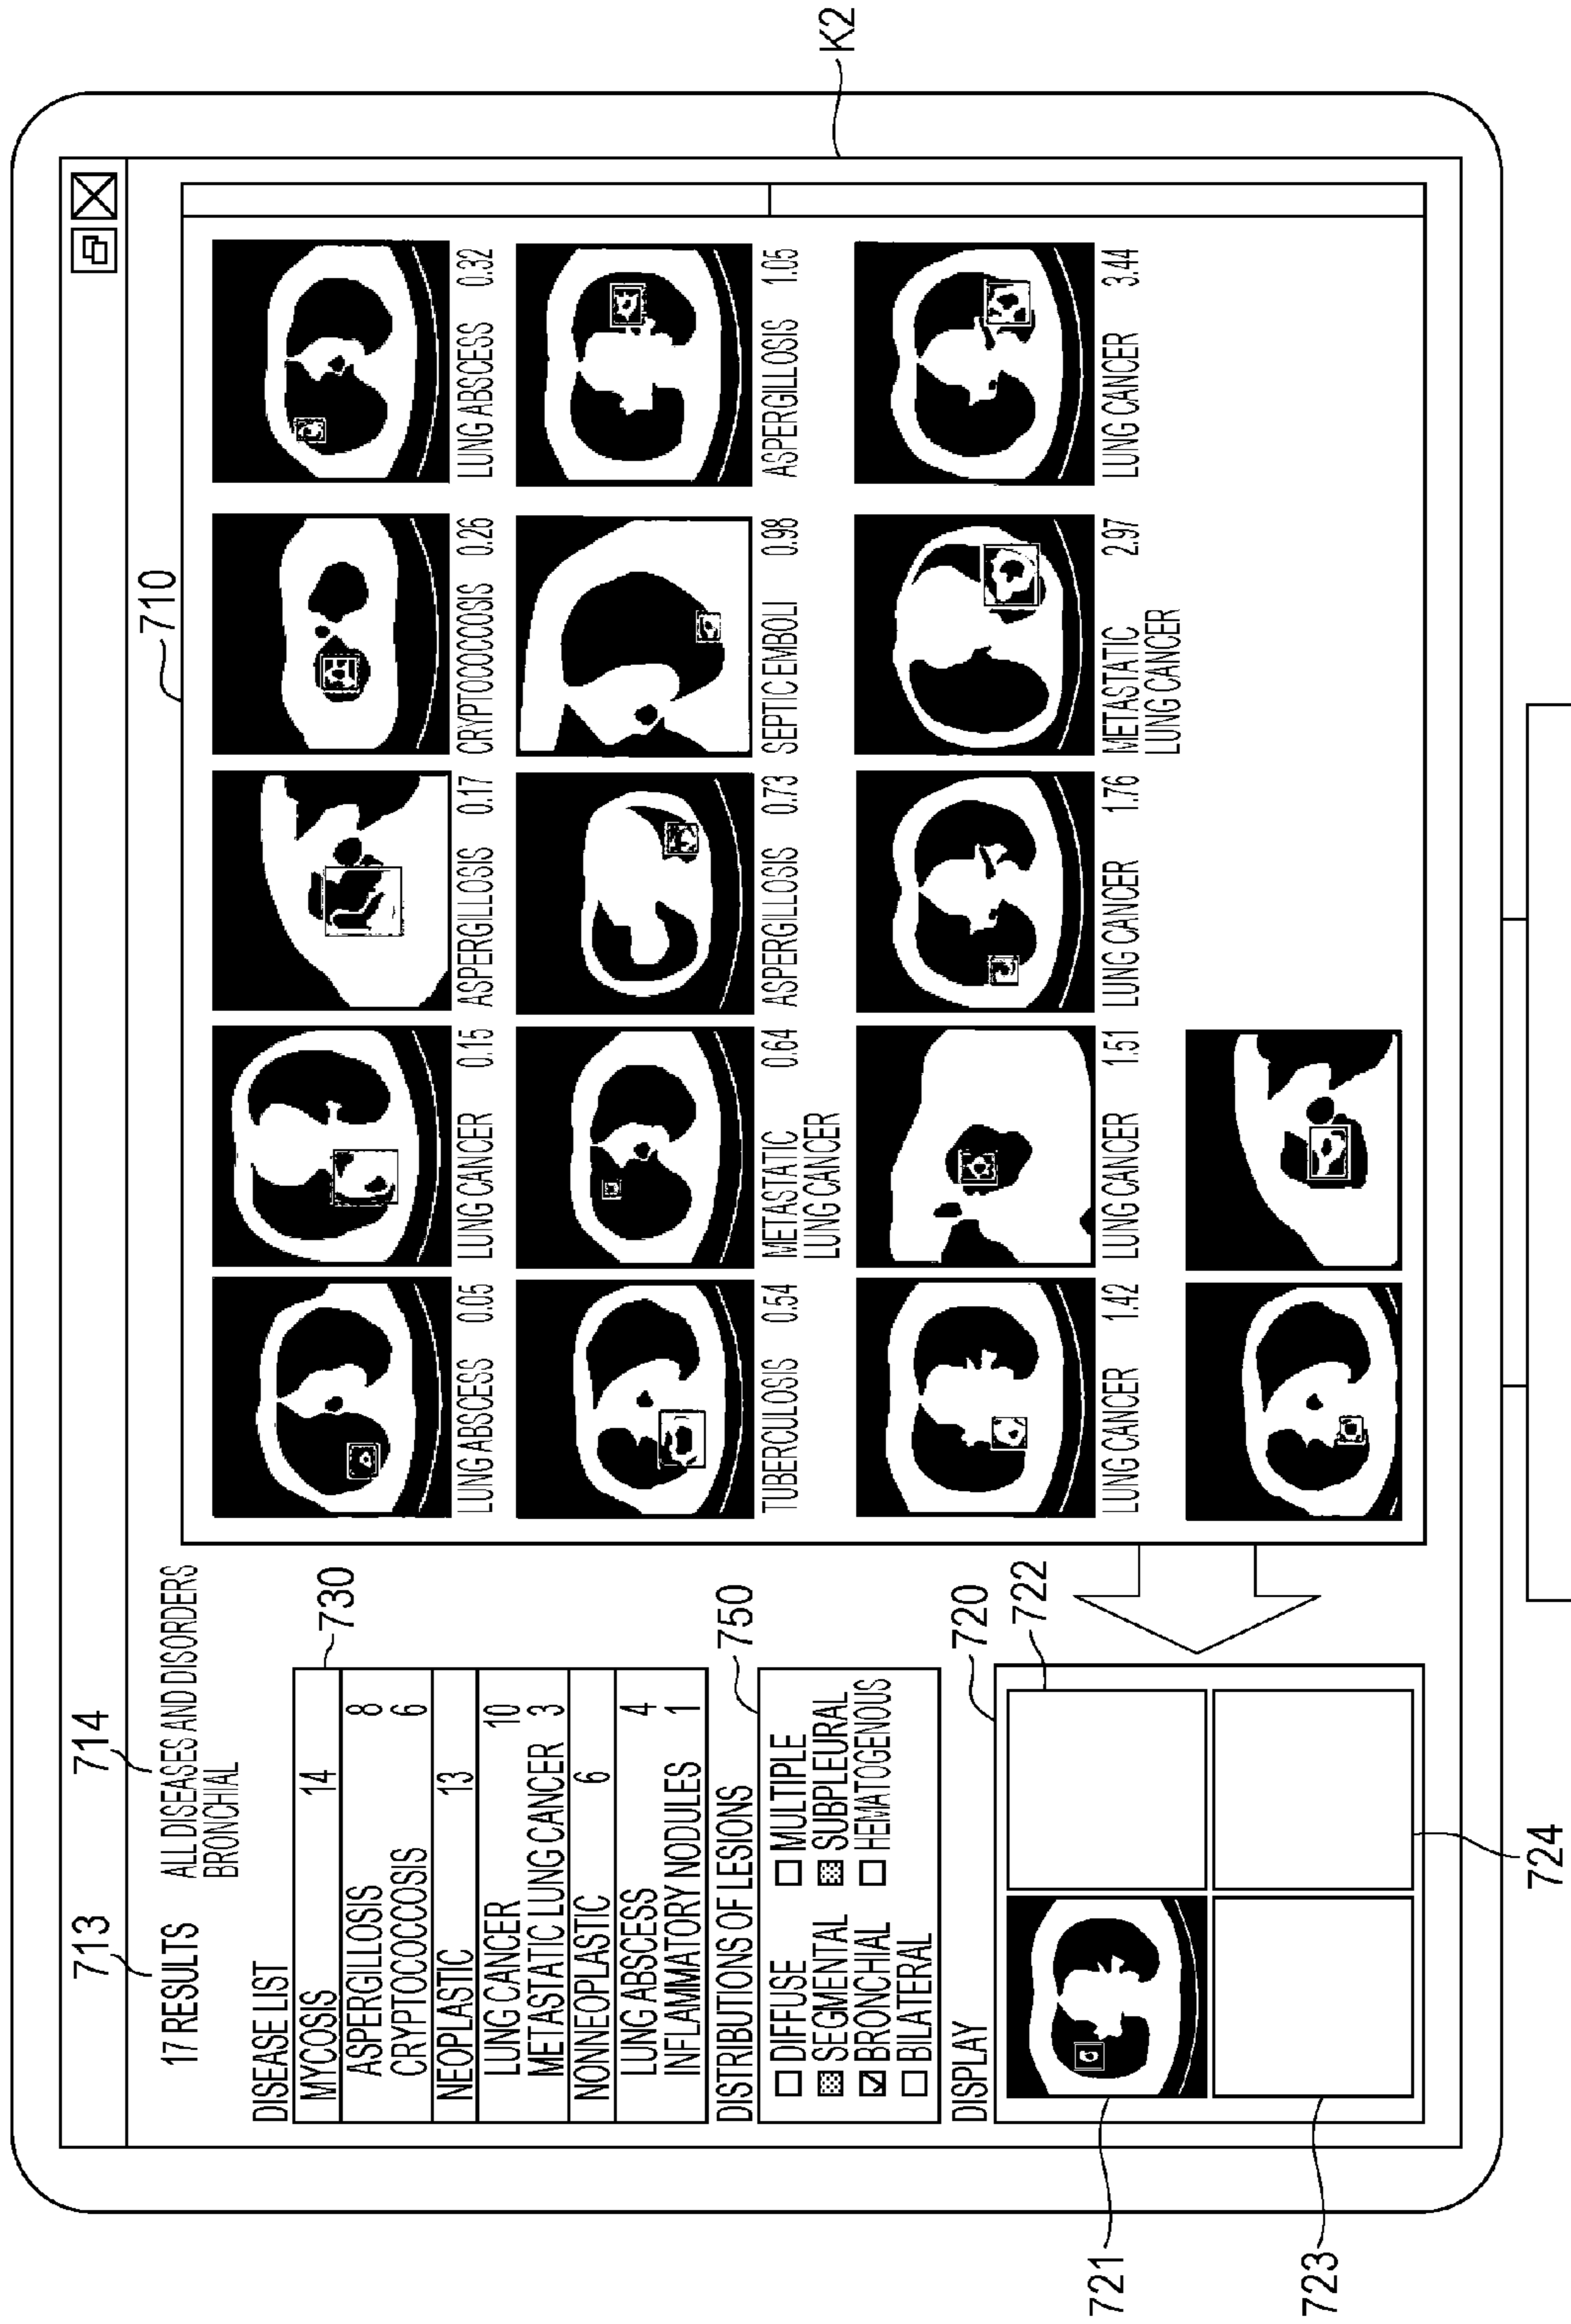 713
714
17 RESULTS
ALL DISEASES AND DISORDERS
BRONCHIAL
DISEASE LIST
730
MYCOSIS 14
ASPERGILLOSIS 8
CRYPTOCOCCOSIS 6
NEOPLASTIC 13
LUNG CANCER 10
METASTATIC LUNG CANCER 3
NONNEOPLASTIC 6
LUNG ABSCESS 4
INFLAMMATORY NODULES 1
DISTRIBUTIONS OF LESIONS
750
DIFFUSE MULTIPLE
SEGMENTAL SUBPLEURAL
BRONCHIAL HEMATOGENOUS
BILATERAL
DISPLAY
720
722
721
723
724
710
LUNG ABSCESS 0.05
LUNG CANCER 0.15
ASPERGILLOSIS 0.17
CRYPTOCOCCOSIS 0.26
LUNG ABSCESS 0.32
TUBERCULOSIS 0.54
METASTATIC 0.64
LUNG CANCER
ASPERGILLOSIS 0.73
SEPTIC EMBOLI 0.98
ASPERGILLOSIS 1.05
LUNG CANCER 1.42
LUNG CANCER 1.51
LUNG CANCER 1.76
METASTATIC 2.97
LUNG CANCER
LUNG CANCER 3.44
K2